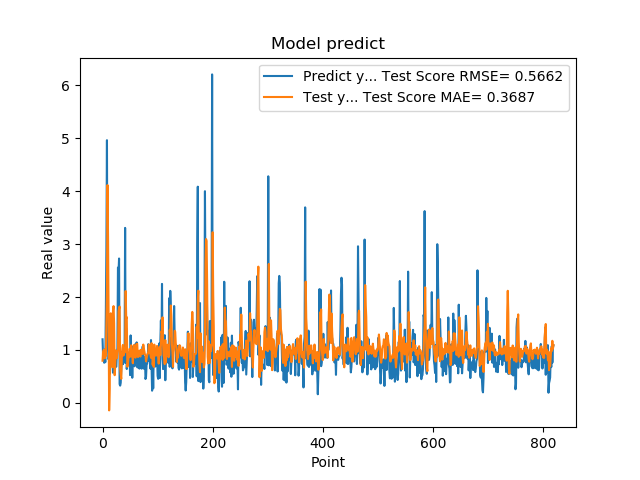 Model predict
Predict y... Test Score RMSE= 0.5662
Test y... Test Score MAE= 0.3687
6
5
4
3
2
1
0
Real value
0 200 400 600 800
Point